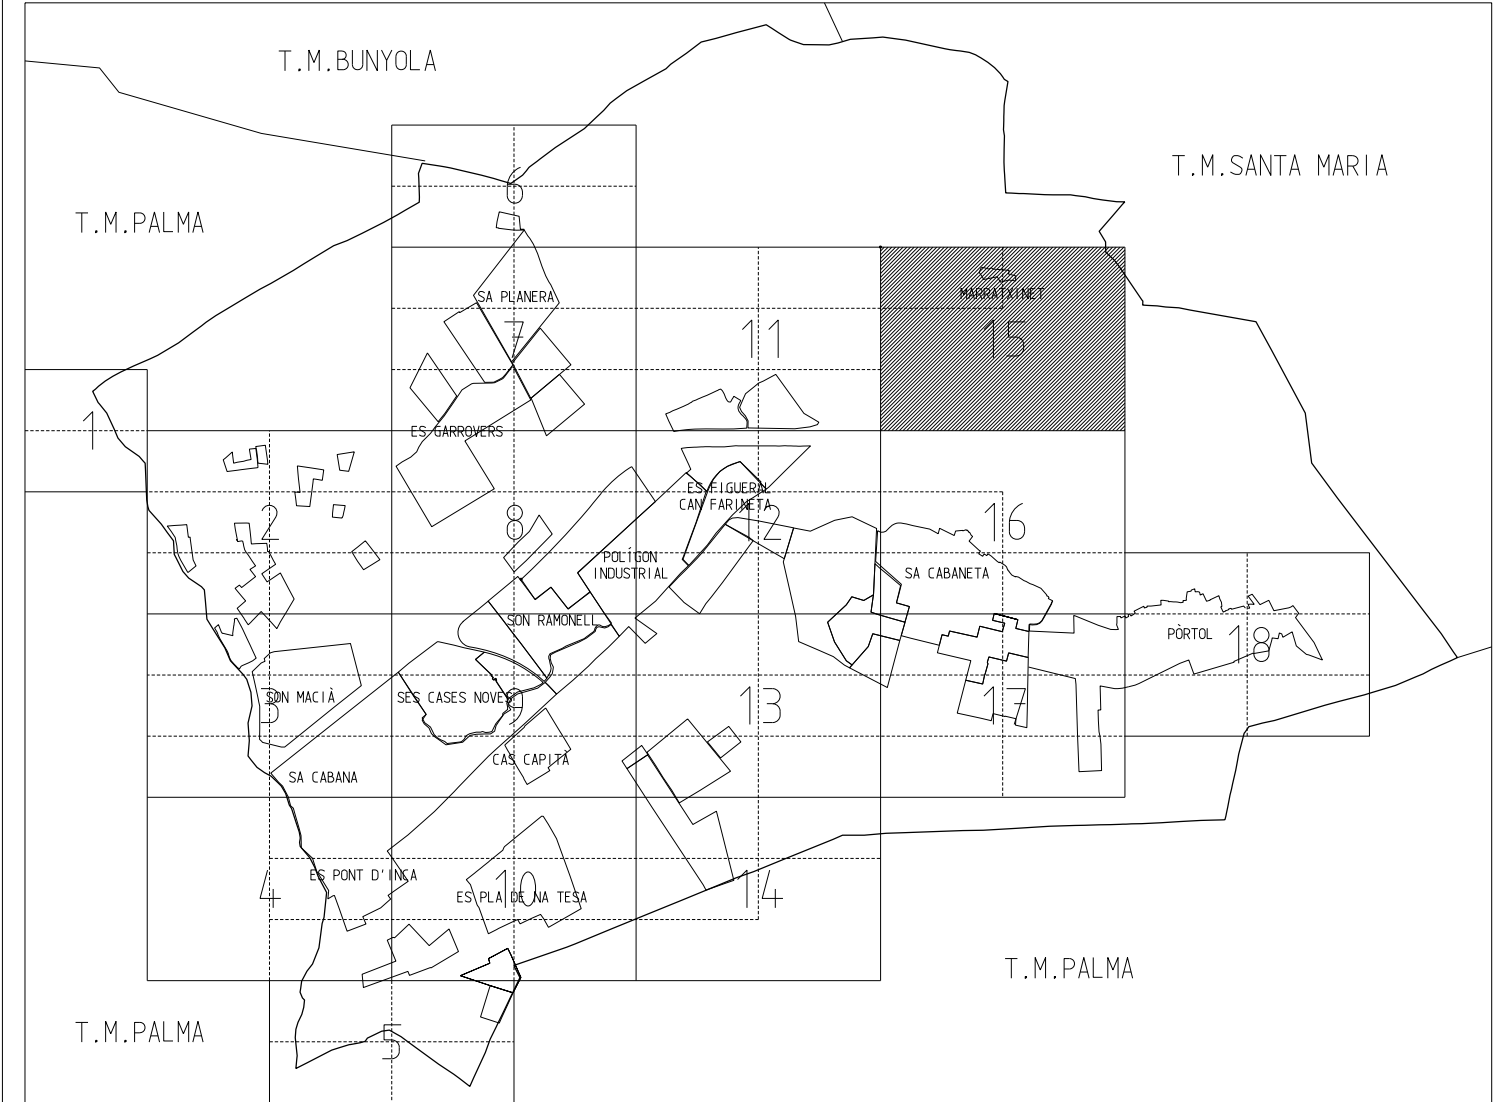 T.M.BUNYOLA
T.M.SANTA MARIA
6
T.M.PALMA
SA PLANERA
MARRATXINET
7
11
15
1
ES GARROVERS
ES FIGUERAL
CAN FARINETA
2
8
12
16
POLÍGON
INDUSTRIAL
SA CABANETA
SON RAMONELL
PÒRTOL
18
SON MACIÀ
SES CASES NOVES
3
9
13
17
CAS CAPITÀ
SA CABANA
ES PONT D'INCA
4
10
14
ES PLA DE NA TESA
T.M.PALMA
T.M.PALMA
5